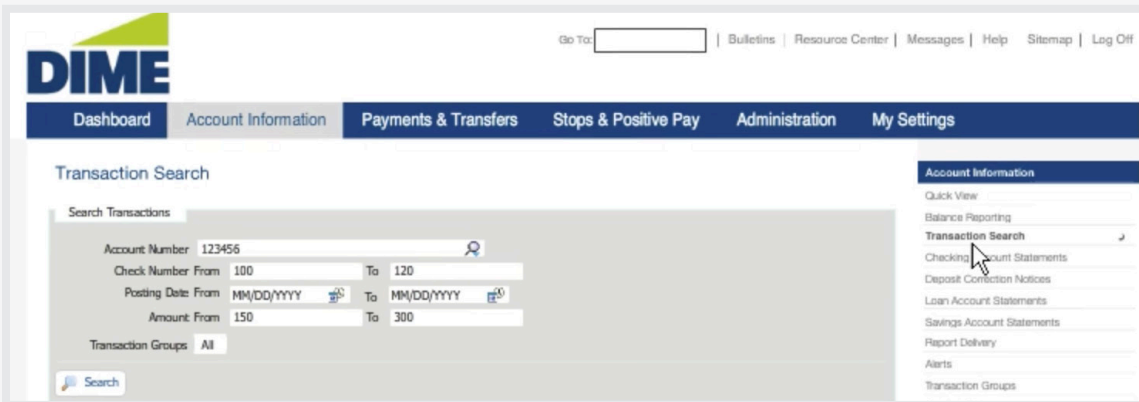 Go To: | Bulletins | Resource Center | Messages | Help Sitemap | Log Off
DIME
Dashboard Account Information Payments & Transfers Stops & Positive Pay Administration My Settings
Transaction Search
Search Transactions
Account Number 123456
Check Number From 100 To 120
Posting Date From MM/DD/YYYY To MM/DD/YYYY
Amount From 150 To 300
Transaction Groups All
Search
Account Information
Quick View
Balance Reporting
Transaction Search
Checking Account Statements
Deposit Correction Notices
Loan Account Statements
Savings Account Statements
Report Delivery
Alerts
Transaction Groups